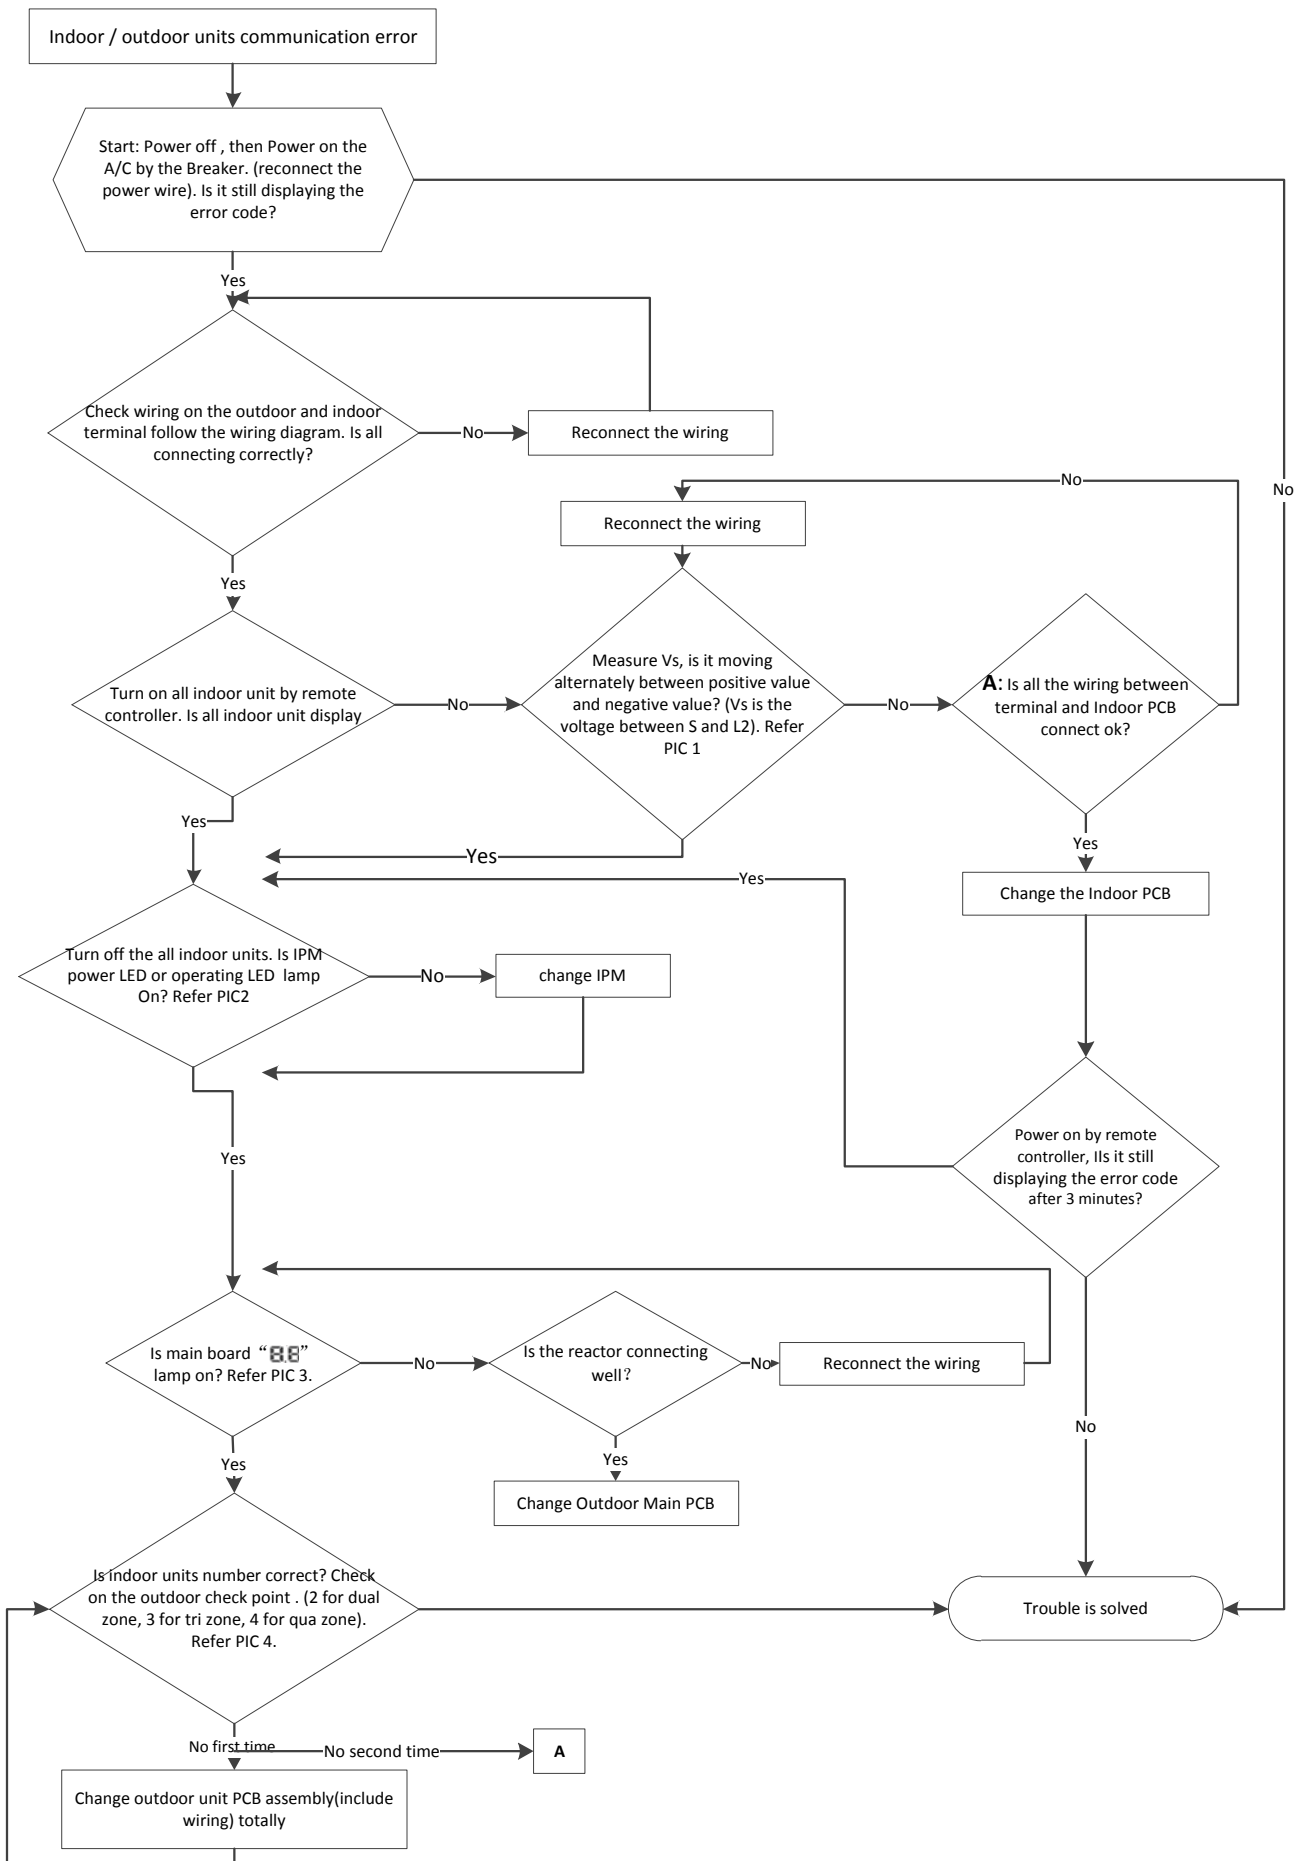 Indoor / outdoor units communication error
Start: Power off , then Power on the
A/C by the Breaker. (reconnect the
power wire). Is it still displaying the
error code?
Yes
No
Check wiring on the outdoor and indoor
terminal follow the wiring diagram. Is all
connecting correctly?
No
Reconnect the wiring
Yes
No
Reconnect the wiring
Turn on all indoor unit by remote
controller. Is all indoor unit display
No
Measure Vs, is it moving
alternately between positive value
and negative value? (Vs is the
voltage between S and L2). Refer
PIC 1
No
A: Is all the wiring between
terminal and Indoor PCB
connect ok?
Yes
Yes
Yes
Yes
Change the Indoor PCB
Turn off the all indoor units. Is IPM
power LED or operating LED lamp
On? Refer PIC2
No
change IPM
Yes
Power on by remote
controller, IIs it still
displaying the error code
after 3 minutes?
Is main board “8.8.”
lamp on? Refer PIC 3.
No
Is the reactor connecting
well?
No
Reconnect the wiring
No
Yes
Yes
Change Outdoor Main PCB
Is indoor units number correct? Check
on the outdoor check point . (2 for dual
zone, 3 for tri zone, 4 for qua zone).
Refer PIC 4.
Trouble is solved
No first time
No second time
A
Change outdoor unit PCB assembly(include
wiring) totally